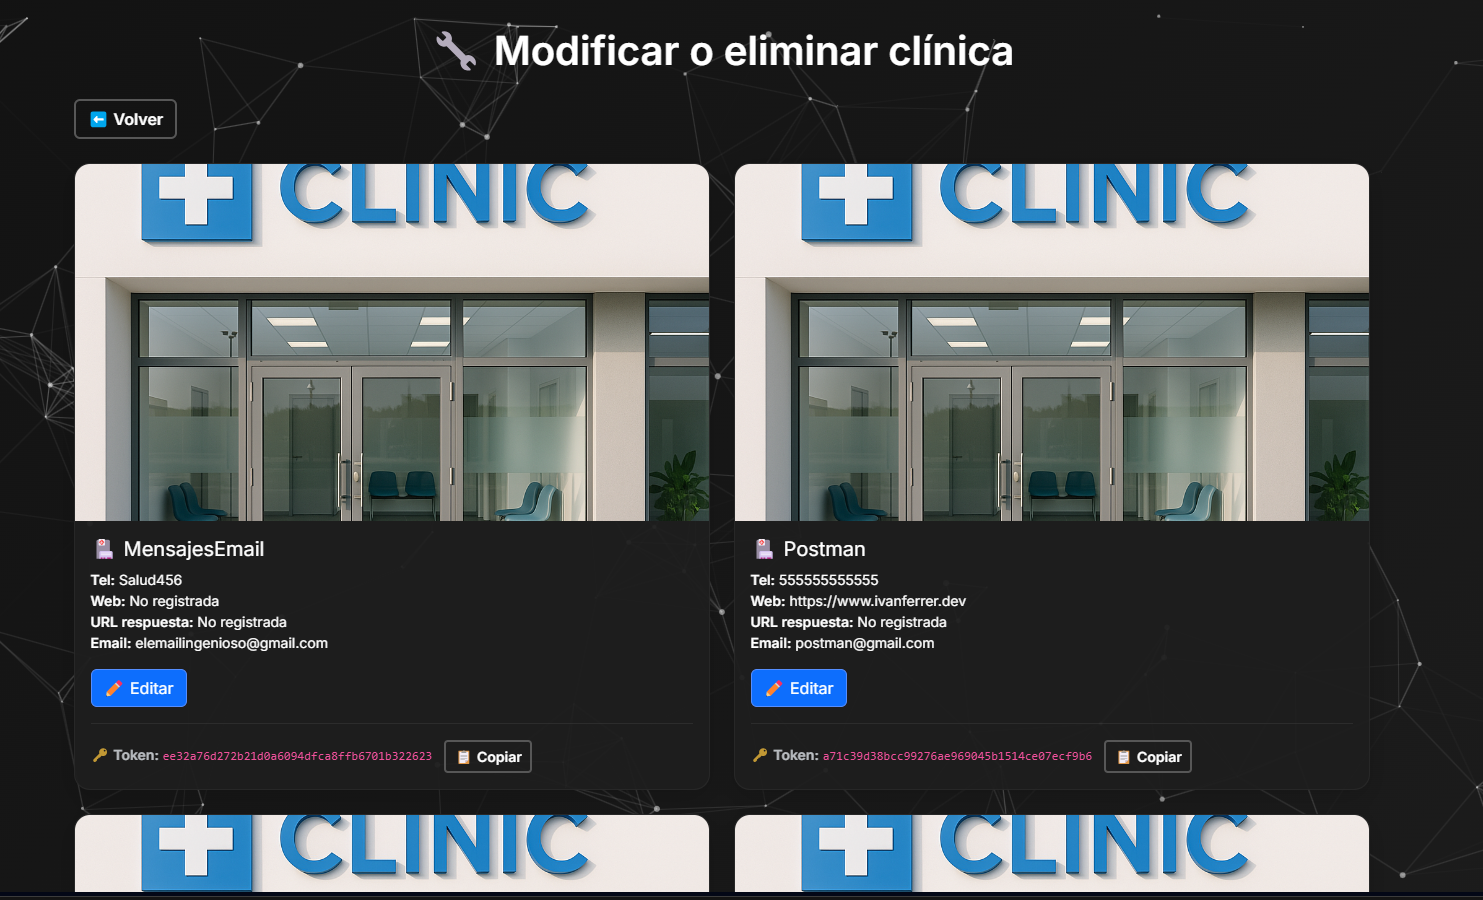 Modificar o eliminar clínica
Volver
CLINIC
CLINIC
MensajesEmail
Tel: Salud456
Web: No registrada
URL respuesta: No registrada
Email: elemailingenioso@gmail.com
Editar
Token: ee32a76d272b21d0a6094dfca8ffb6701b322623 Copiar
Postman
Tel: 555555555555
Web: https://www.ivanferrer.dev
URL respuesta: No registrada
Email: postman@gmail.com
Editar
Token: a71c39d38bcc99276ae969045b1514ce07ecf9b6 Copiar
CLINIC
CLINIC